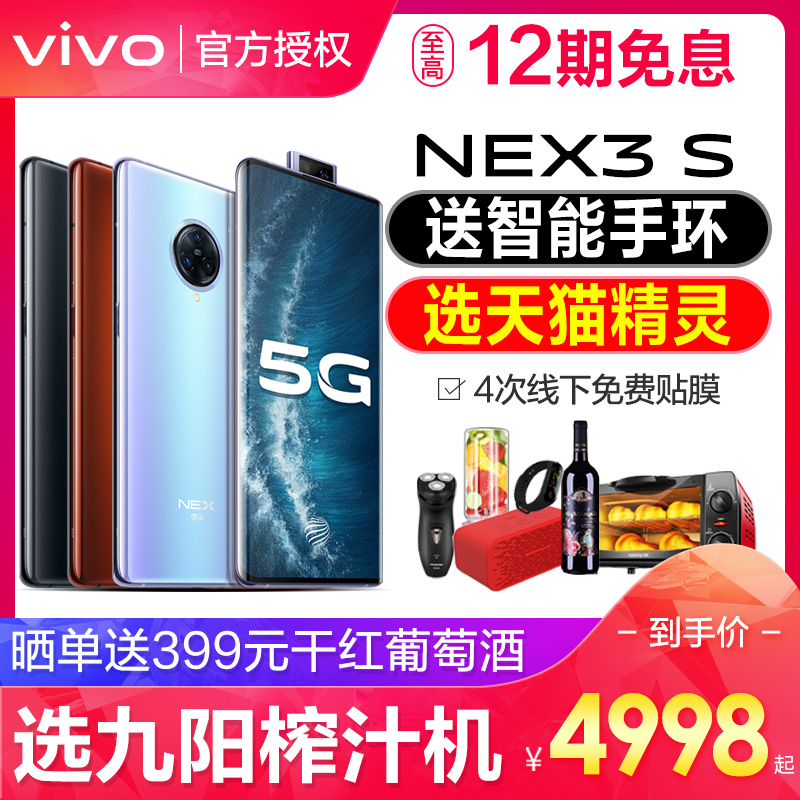 vivo 官方授权
至高 12期免息
NEX3 S
送智能手环
选天猫精灵
4次线下免费贴膜
5G
NEX
晒单送399元干红葡萄酒
到手价
选九阳榨汁机
¥4998起